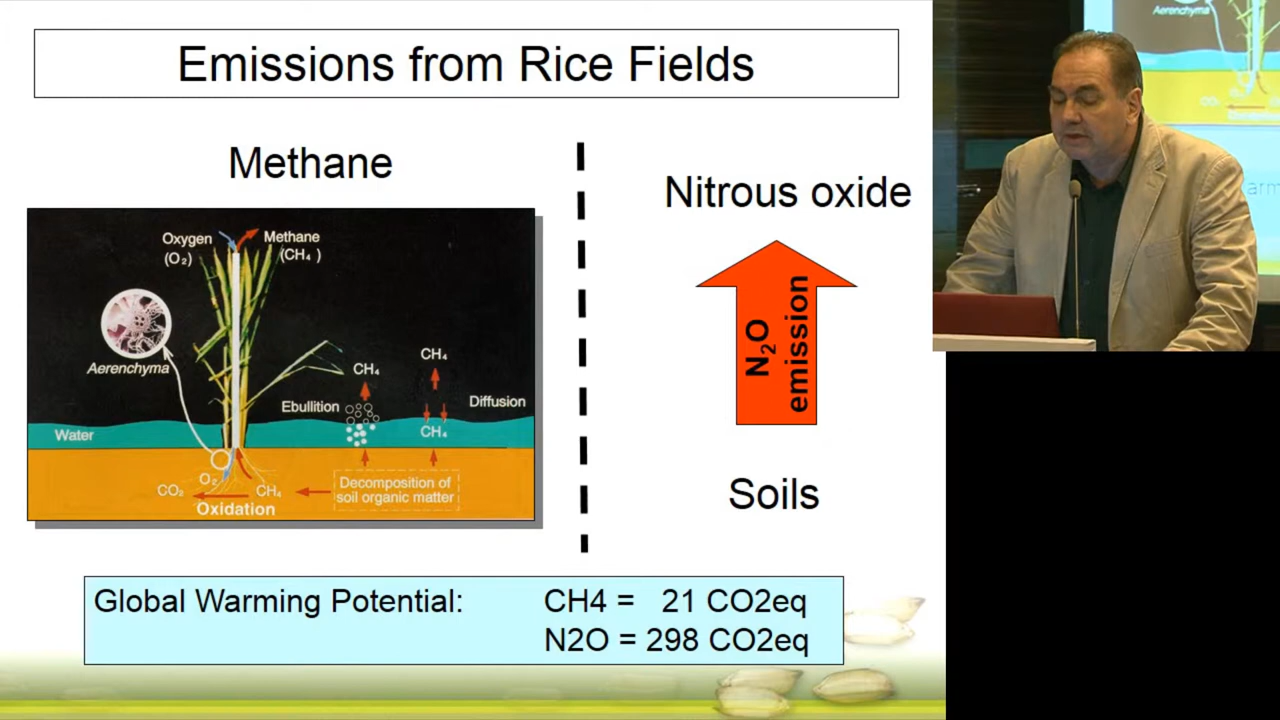 Emissions from Rice Fields
Methane
Oxygen
(O₂)
Methane
(CH₄ )
Aerenchyma
CH₄
CH₄
Ebullition
Diffusion
Water
CH₄
O₂
CO₂
CH₄
Oxidation
Decomposition of
soil organic matter
Nitrous oxide
N₂O
emission
Soils
Global Warming Potential: CH4 = 21 CO2eq
N2O = 298 CO2eq
Aerenchyma